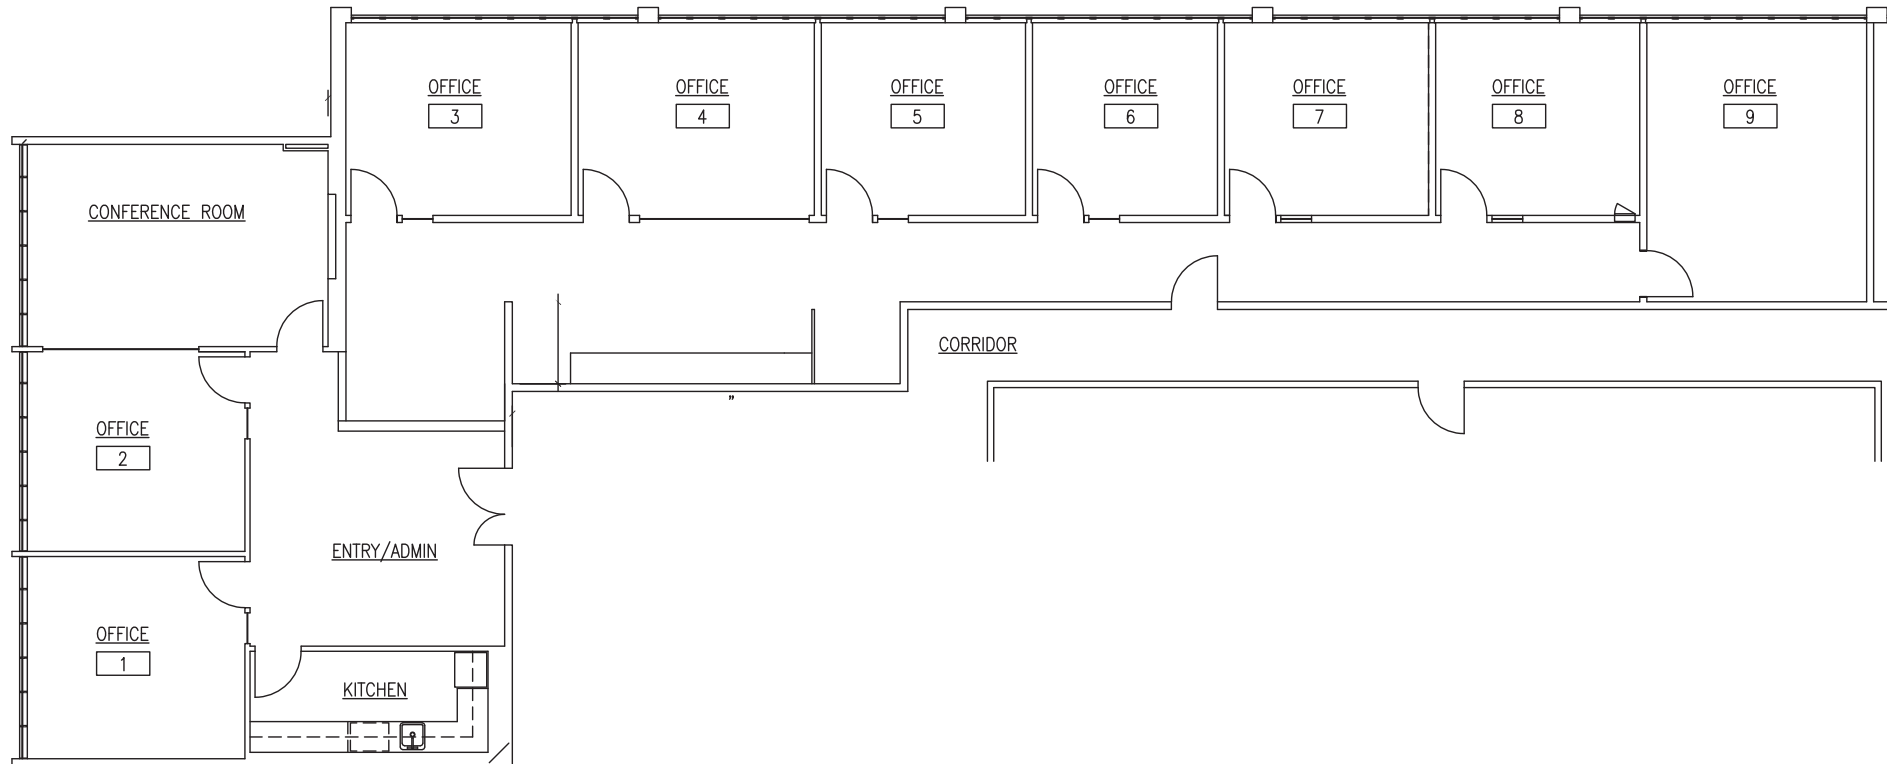 OFFICE
3
OFFICE
4
OFFICE
5
OFFICE
6
OFFICE
7
OFFICE
8
OFFICE
9
CONFERENCE ROOM
CORRIDOR
"
OFFICE
2
ENTRY/ADMIN
OFFICE
1
KITCHEN